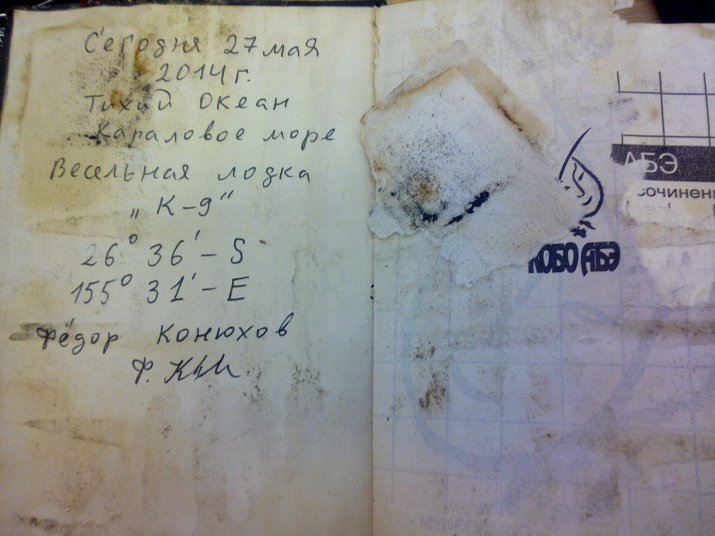 Сегодня 27 мая
2014 г.
Тихий Океан
Караловое море
Весельная лодка
„К-9“
26° 36′ – S
155° 31′ – E
Фёдор Конюхов
АБЭ
сочинени
КОБО АБЭ